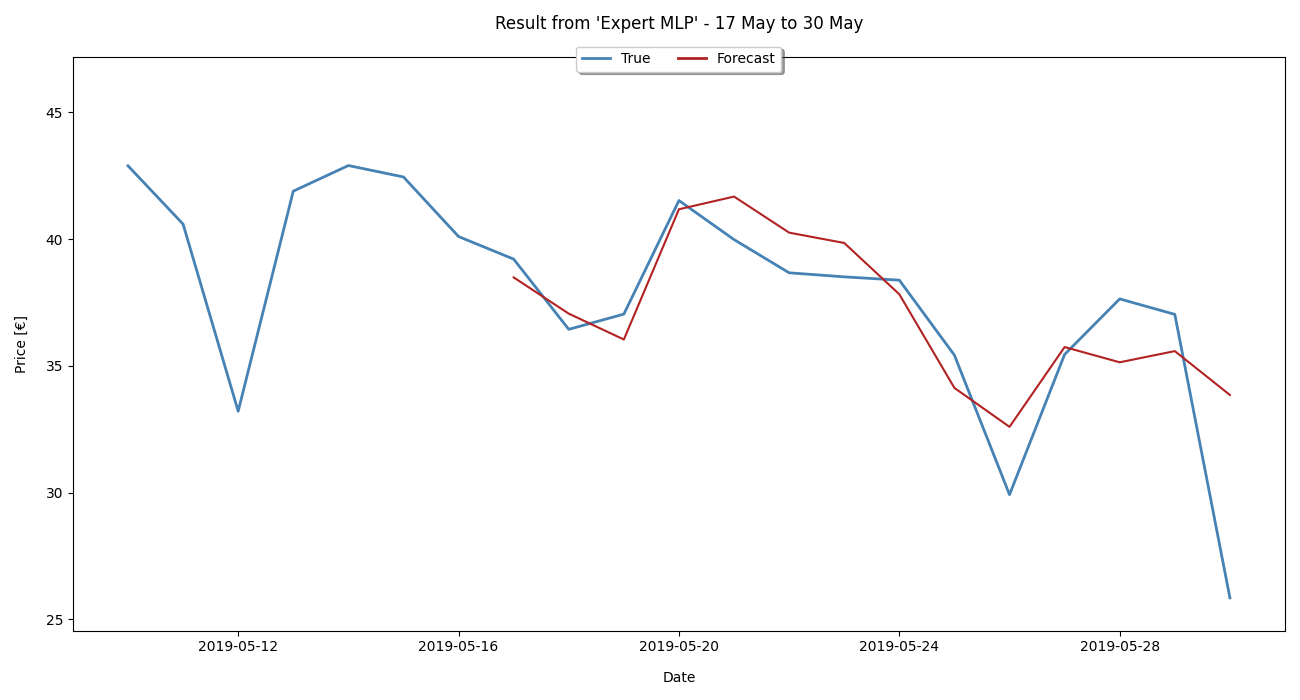 Result from 'Expert MLP' - 17 May to 30 May
True
Forecast
45
40
35
30
25
Price [€]
2019-05-12
2019-05-16
2019-05-20
2019-05-24
2019-05-28
Date